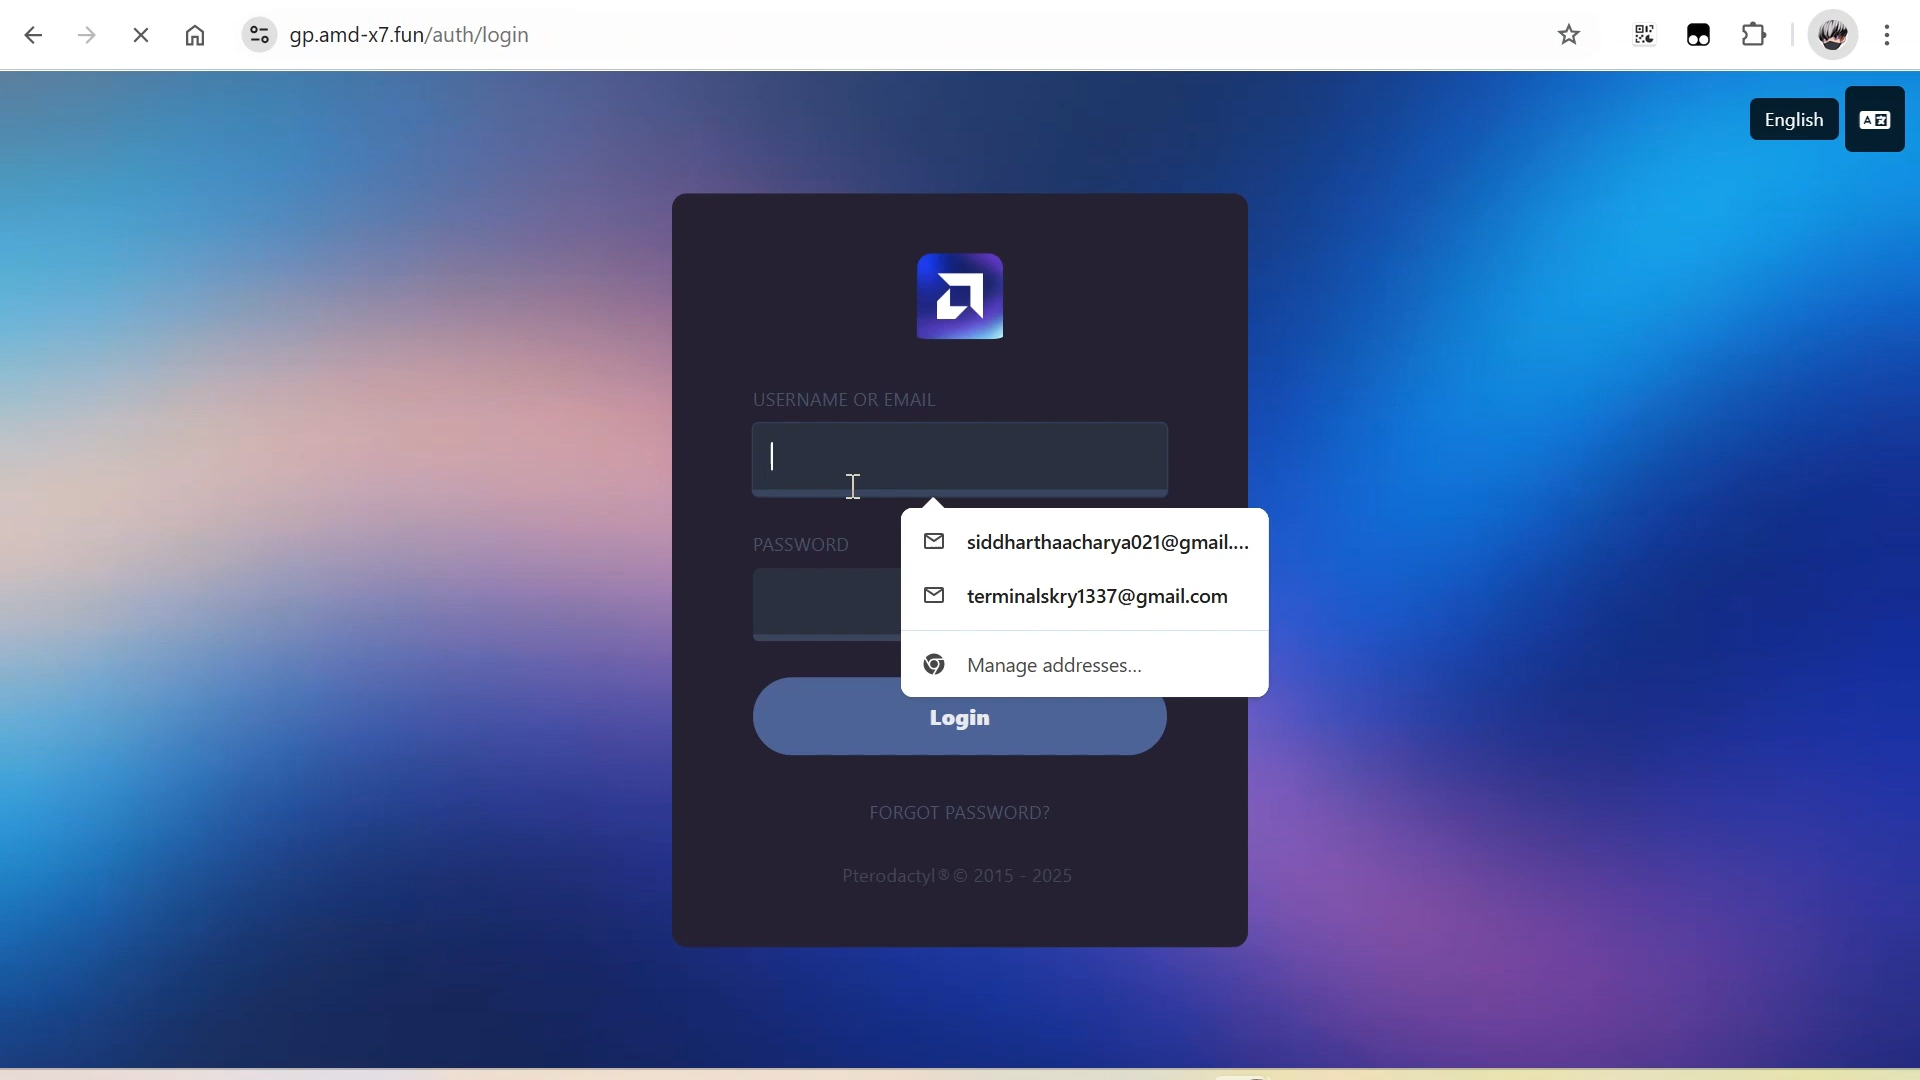 gp.amd-x7.fun/auth/login
English
USERNAME OR EMAIL
siddharthaacharya021@gmail....
PASSWORD
terminalskry1337@gmail.com
Manage addresses...
Login
FORGOT PASSWORD?
Pterodactyl® © 2015 - 2025